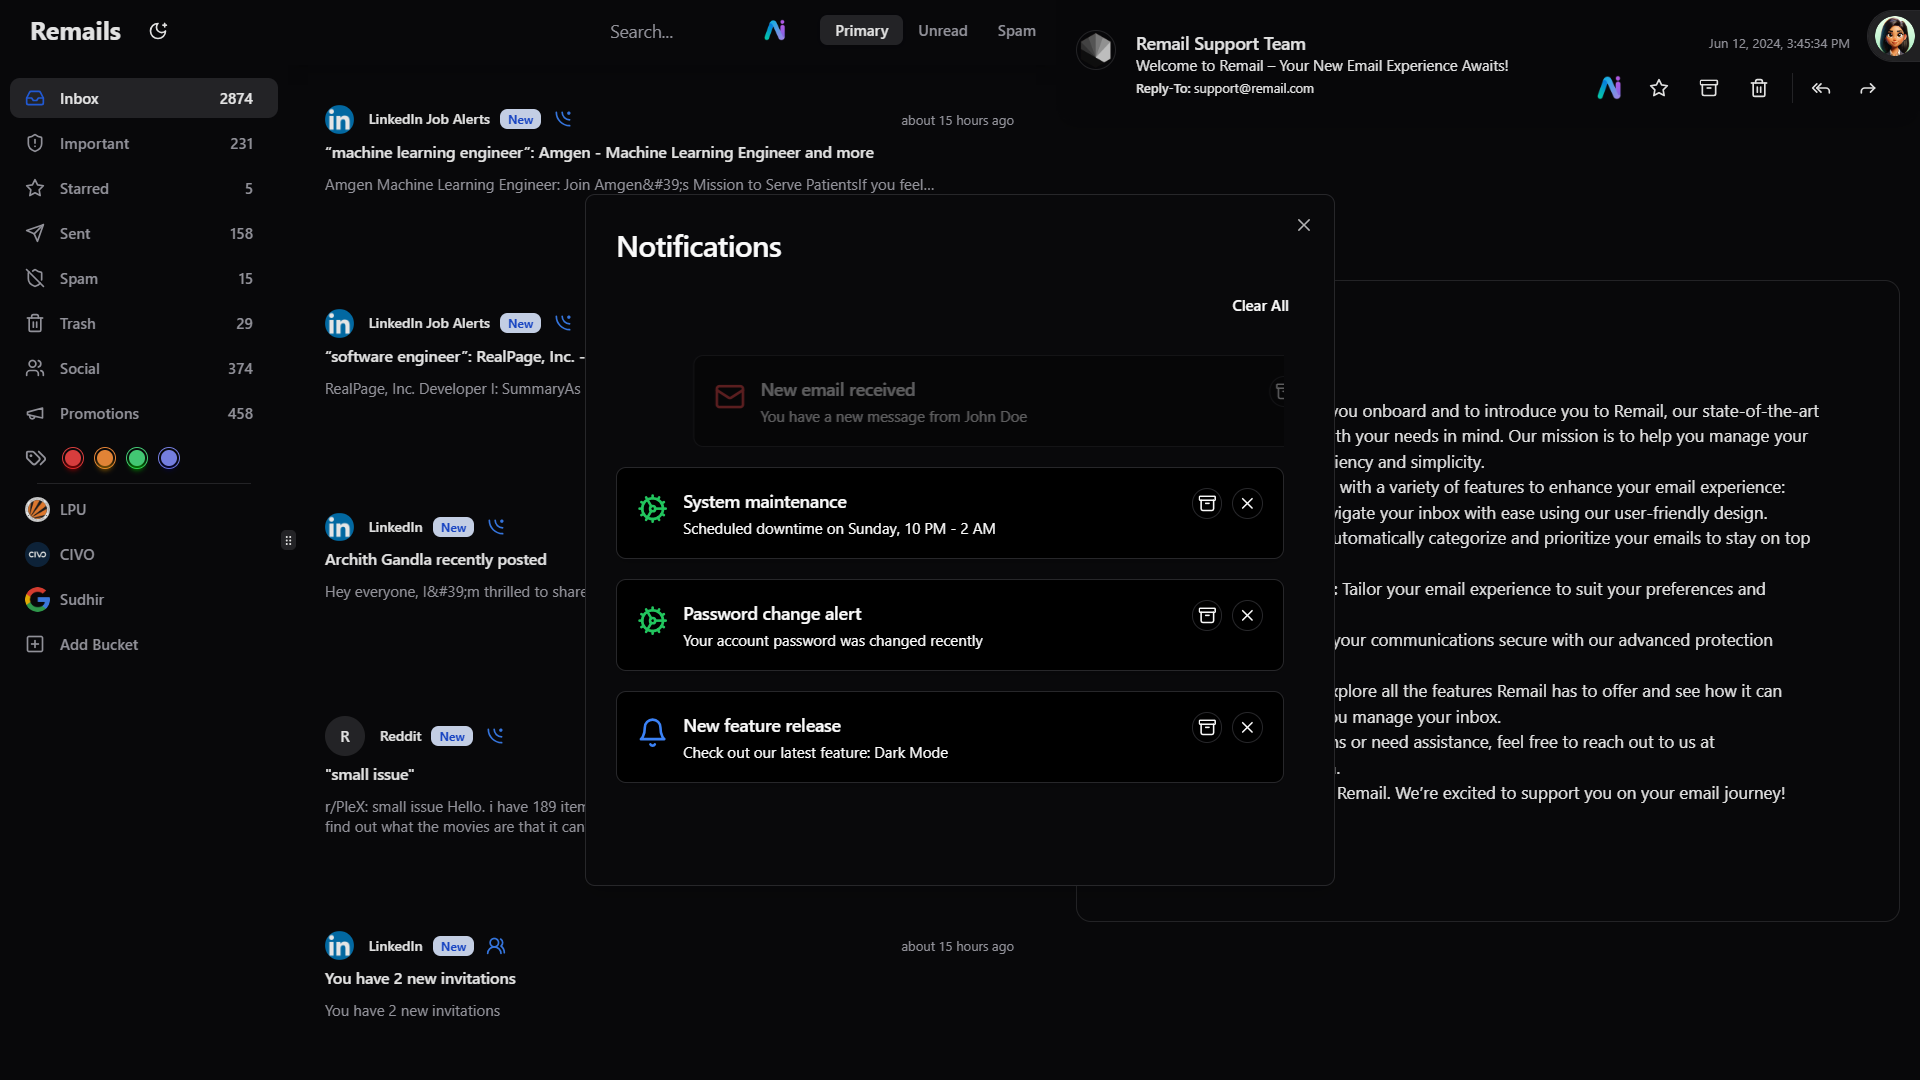 Remails
Search...
Primary
Unread
Spam
Inbox 2874
Important 231
Starred 5
Sent 158
Spam 15
Trash 29
Social 374
Promotions 458
LPU
CIVO
CIVO
Sudhir
Add Bucket
LinkedIn Job Alerts New about 15 hours ago
“machine learning engineer”: Amgen - Machine Learning Engineer and more
Amgen Machine Learning Engineer: Join Amgen&#39;s Mission to Serve PatientsIf you feel...
LinkedIn Job Alerts New
“software engineer”: RealPage, Inc. -
RealPage, Inc. Developer I: SummaryAs
LinkedIn New
Archith Gandla recently posted
Hey everyone, I&#39;m thrilled to share
R
Reddit New
"small issue"
r/PleX: small issue Hello. i have 189 item
find out what the movies are that it can
LinkedIn New about 15 hours ago
You have 2 new invitations
You have 2 new invitations
Notifications
Clear All
New email received
You have a new message from John Doe
System maintenance
Scheduled downtime on Sunday, 10 PM - 2 AM
Password change alert
Your account password was changed recently
New feature release
Check out our latest feature: Dark Mode
Remail Support Team
Welcome to Remail – Your New Email Experience Awaits!
Reply-To: support@remail.com
Jun 12, 2024, 3:45:34 PM
you onboard and to introduce you to Remail, our state-of-the-art
th your needs in mind. Our mission is to help you manage your
iency and simplicity.
with a variety of features to enhance your email experience:
vigate your inbox with ease using our user-friendly design.
utomatically categorize and prioritize your emails to stay on top
: Tailor your email experience to suit your preferences and
your communications secure with our advanced protection
xplore all the features Remail has to offer and see how it can
ou manage your inbox.
ns or need assistance, feel free to reach out to us at
.
Remail. We’re excited to support you on your email journey!